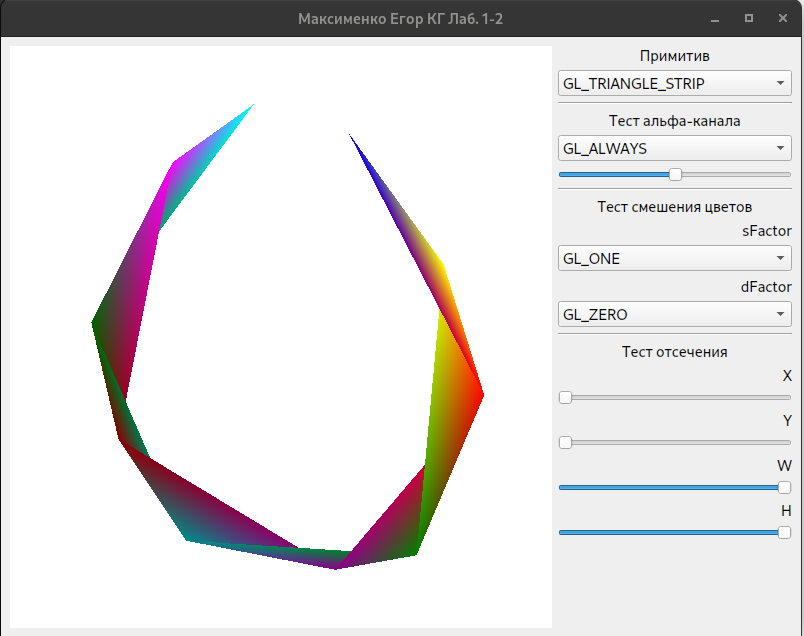 Максименко Егор КГ Лаб. 1-2
Примитив
GL_TRIANGLE_STRIP
Тест альфа-канала
GL_ALWAYS
Тест смешения цветов
sFactor
GL_ONE
dFactor
GL_ZERO
Тест отсечения
X
Y
W
H